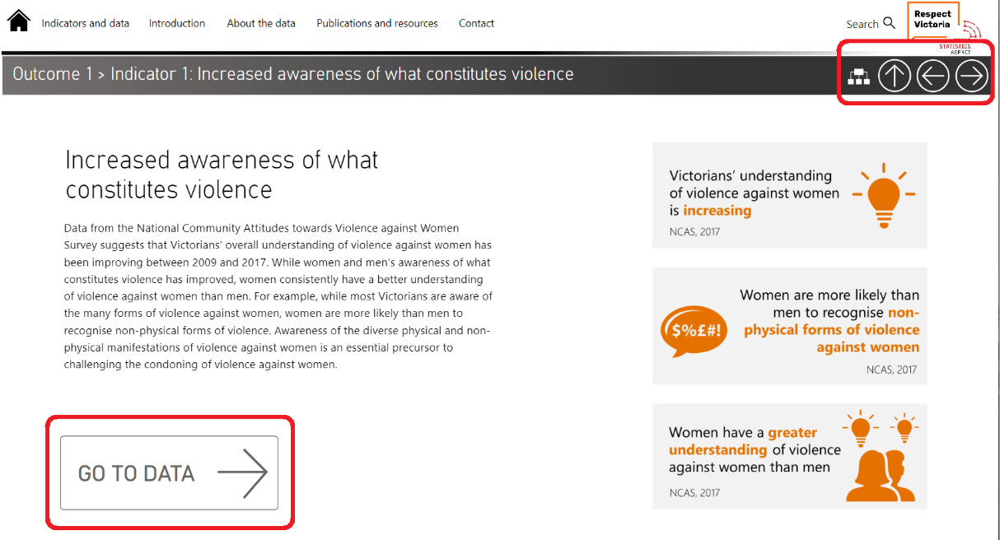 Indicators and data Introduction About the data Publications and resources Contact Search
Respect
Victoria
STATISTICS
AGENCY
Outcome 1 > Indicator 1: Increased awareness of what constitutes violence
Increased awareness of what
constitutes violence
Data from the National Community Attitudes towards Violence against Women
Survey suggests that Victorians’ overall understanding of violence against women has
been improving between 2009 and 2017. While women and men’s awareness of what
constitutes violence has improved, women consistently have a better understanding
of violence against women than men. For example, while most Victorians are aware of
the many forms of violence against women, women are more likely than men to
recognise non-physical forms of violence. Awareness of the diverse physical and non-
physical manifestations of violence against women is an essential precursor to
challenging the condoning of violence against women.
GO TO DATA
Victorians’ understanding
of violence against women
is increasing
NCAS, 2017
$%£#!
Women are more likely than
men to recognise non-
physical forms of violence
against women
NCAS, 2017
Women have a greater
understanding of violence
against women than men
NCAS, 2017